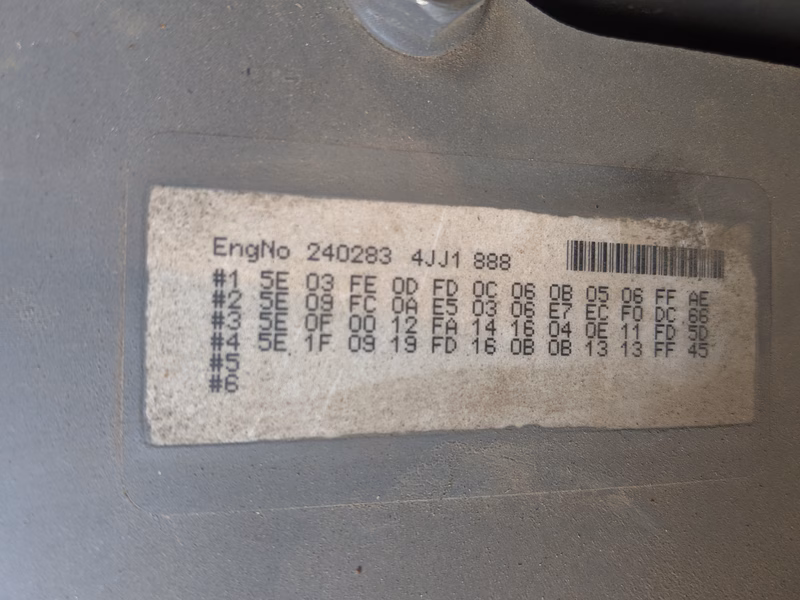 EngNo 240283 4JJ1 888
#1 5E 03 FE 0D FD 0C 06 0B 05 06 FF AE
#2 5E 09 FC 0A E5 03 06 E7 EC F0 DC 66
#3 5E 0F 00 12 FA 14 16 04 0E 11 FD 5D
#4 5E 1F 09 19 FD 16 0B 0B 13 13 FF 45
#5
#6